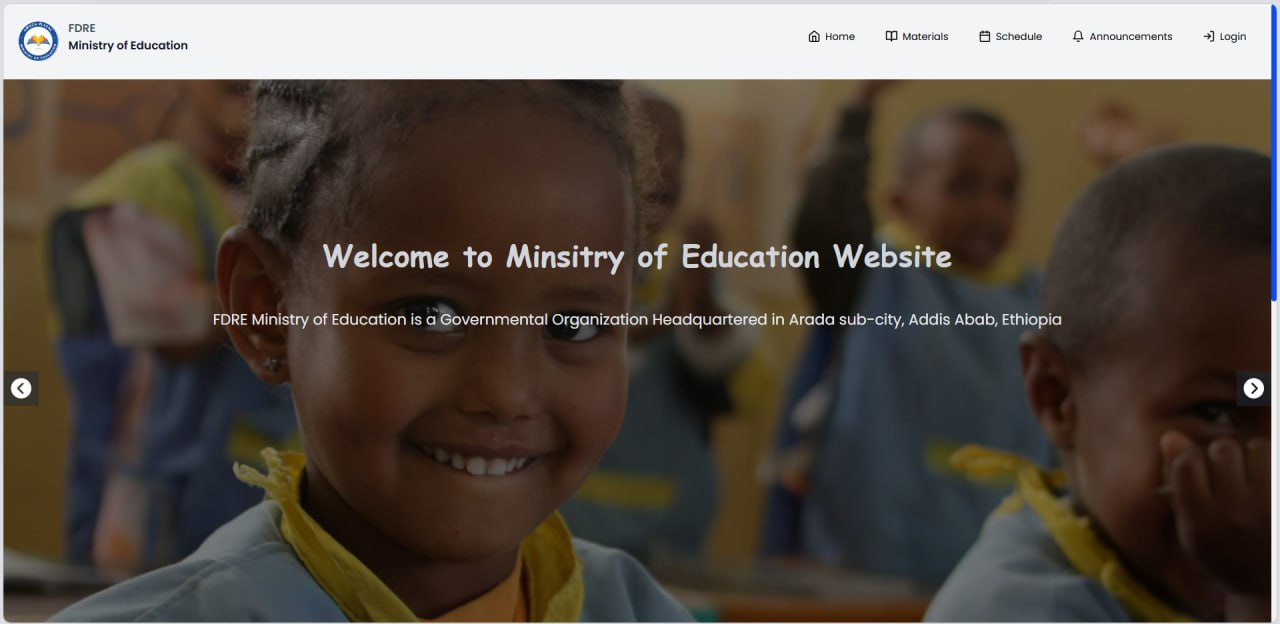 FDRE
Ministry of Education
Home
Materials
Schedule
Announcements
Login
Welcome to Minsitry of Education Website
FDRE Ministry of Education is a Governmental Organization Headquartered in Arada sub-city, Addis Abab, Ethiopia